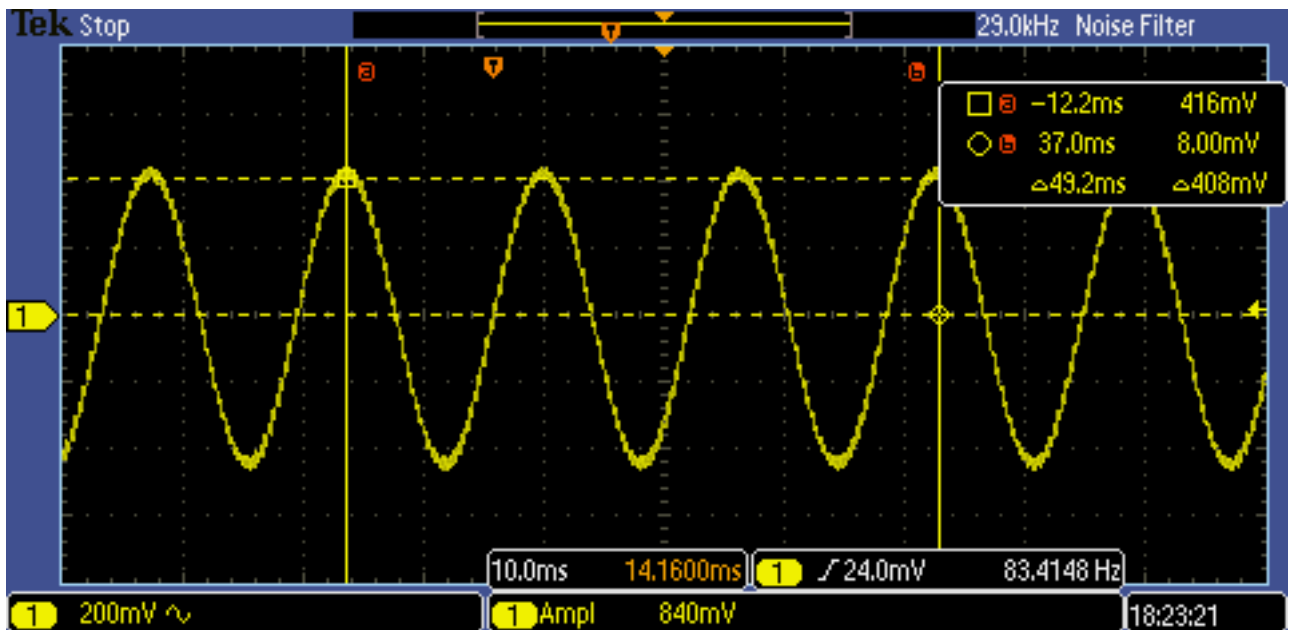 Tek Stop 29.0kHz Noise Filter
T
a T b
a -12.2ms 416mV
b 37.0ms 8.00mV
△49.2ms △408mV
1
10.0ms 14.1600ms 1 24.0mV 83.4148 Hz
1 200mV 1 Ampl 840mV 18:23:21